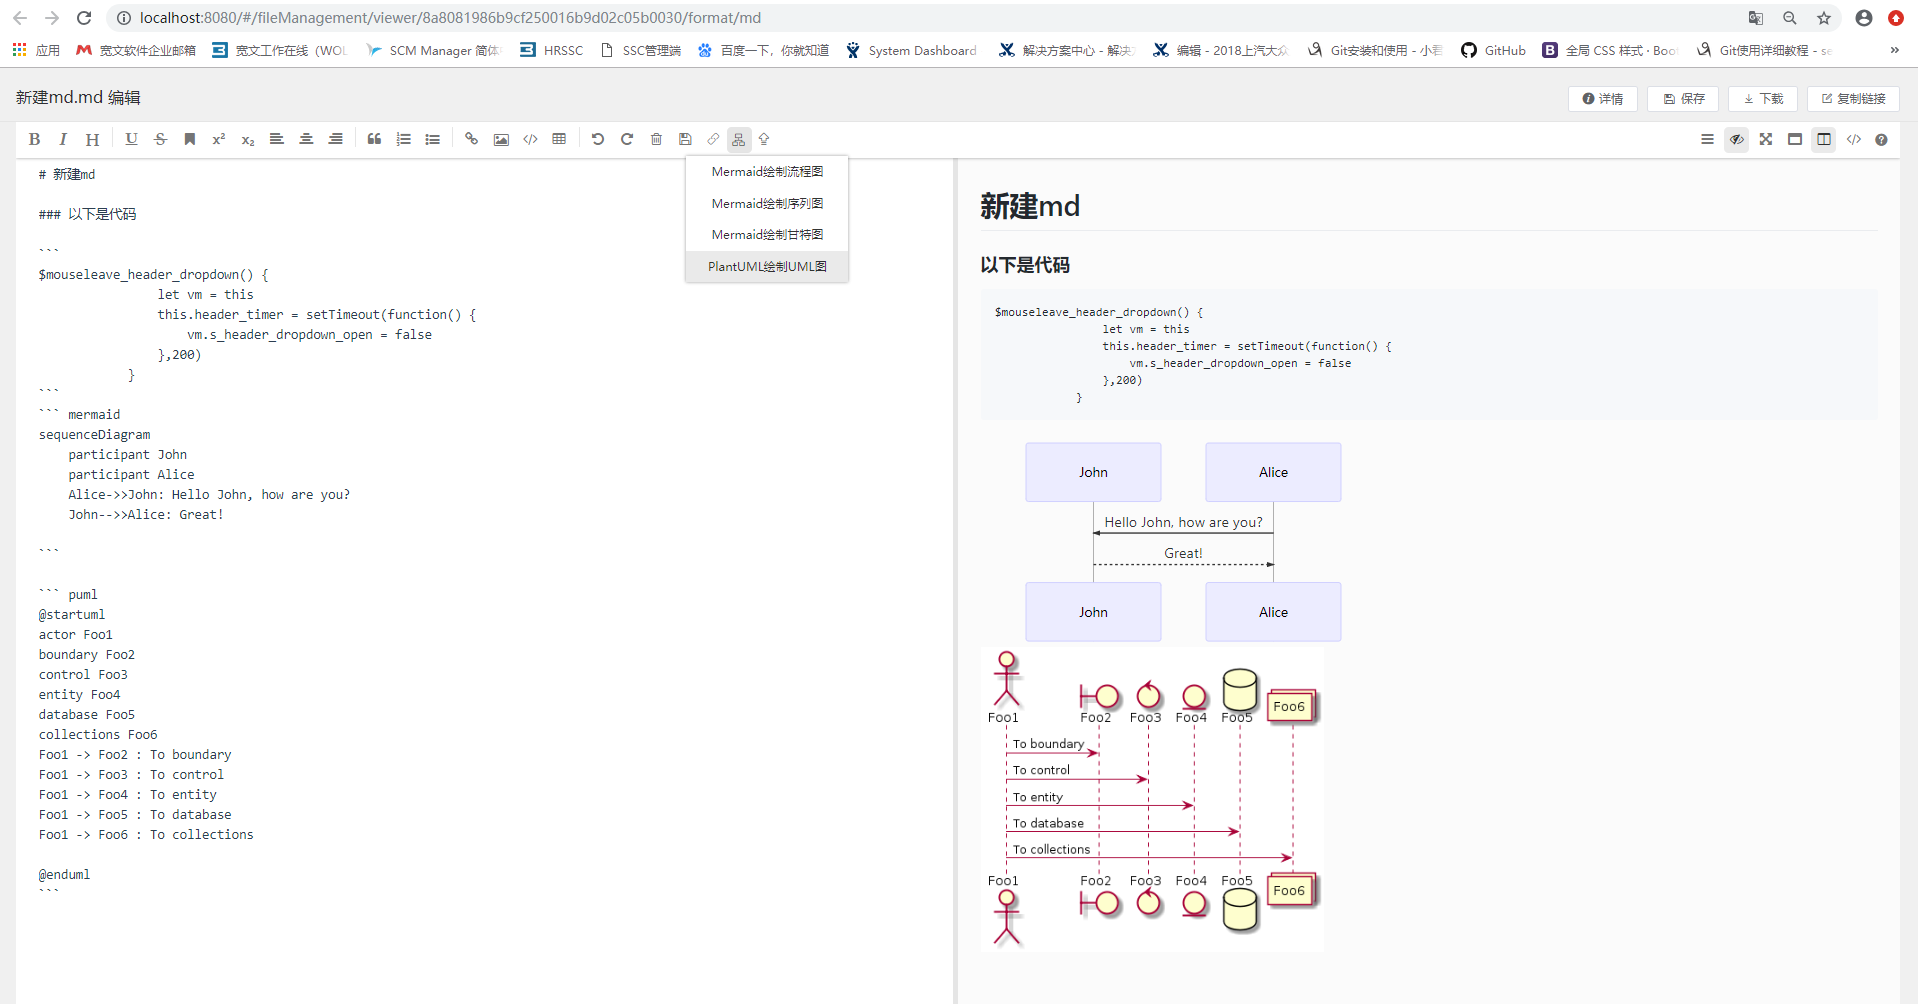 localhost:8080/#/fileManagement/viewer/8a8081986b9cf250016b9d02c05b0030/format/md
应用 宽文软件企业邮箱 宽文工作在线（WOL SCM Manager 简体 HRSSC SSC管理端 百度一下，你就知道 System Dashboard 解决方案中心 - 解决 编辑 - 2018上汽大众 Git安装和使用 - 小君 GitHub 全局 CSS 样式 · Boo Git使用详细教程 - se »
新建md.md 编辑
详情 保存 下载 复制链接
B I H U S x² x₂
Mermaid绘制流程图
Mermaid绘制序列图
Mermaid绘制甘特图
PlantUML绘制UML图
# 新建md
### 以下是代码
```
$mouseleave_header_dropdown() {
let vm = this
this.header_timer = setTimeout(function() {
vm.s_header_dropdown_open = false
},200)
}
```
``` mermaid
sequenceDiagram
participant John
participant Alice
Alice->>John: Hello John, how are you?
John-->>Alice: Great!
```
``` puml
@startuml
actor Foo1
boundary Foo2
control Foo3
entity Foo4
database Foo5
collections Foo6
Foo1 -> Foo2 : To boundary
Foo1 -> Foo3 : To control
Foo1 -> Foo4 : To entity
Foo1 -> Foo5 : To database
Foo1 -> Foo6 : To collections
@enduml
```
新建md
以下是代码
$mouseleave_header_dropdown() {
let vm = this
this.header_timer = setTimeout(function() {
vm.s_header_dropdown_open = false
},200)
}
John Alice
Hello John, how are you?
Great!
John Alice
Foo1 Foo2 Foo3 Foo4 Foo5 Foo6
To boundary
To control
To entity
To database
To collections
Foo1 Foo2 Foo3 Foo4 Foo5 Foo6